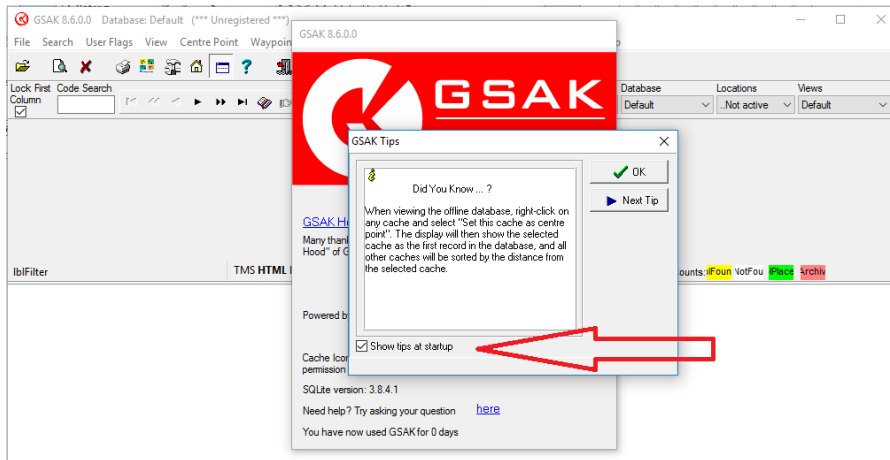 GSAK 8.6.0.0 Database: Default (*** Unregistered ***)
File Search User Flags View Centre Point
Lock First Code Search
Column
Database Locations Views
Default ..Not active Default
lblFilter TMS HTML
GSAK 8.6.0.0
GSAK
GSAK
Many
Hood" of
Powered
Cache
permission
SQLite version: 3.8.4.1
Need help? Try asking your question here
You have now used GSAK for 0 days
GSAK Tips
Did You Know ... ?
When viewing the offline database, right-click on
any cache and select "Set this cache as centre
point". The display will then show the selected
cache as the first record in the database, and all
other caches will be sorted by the distance from
the selected cache.
OK
Next Tip
Show tips at startup